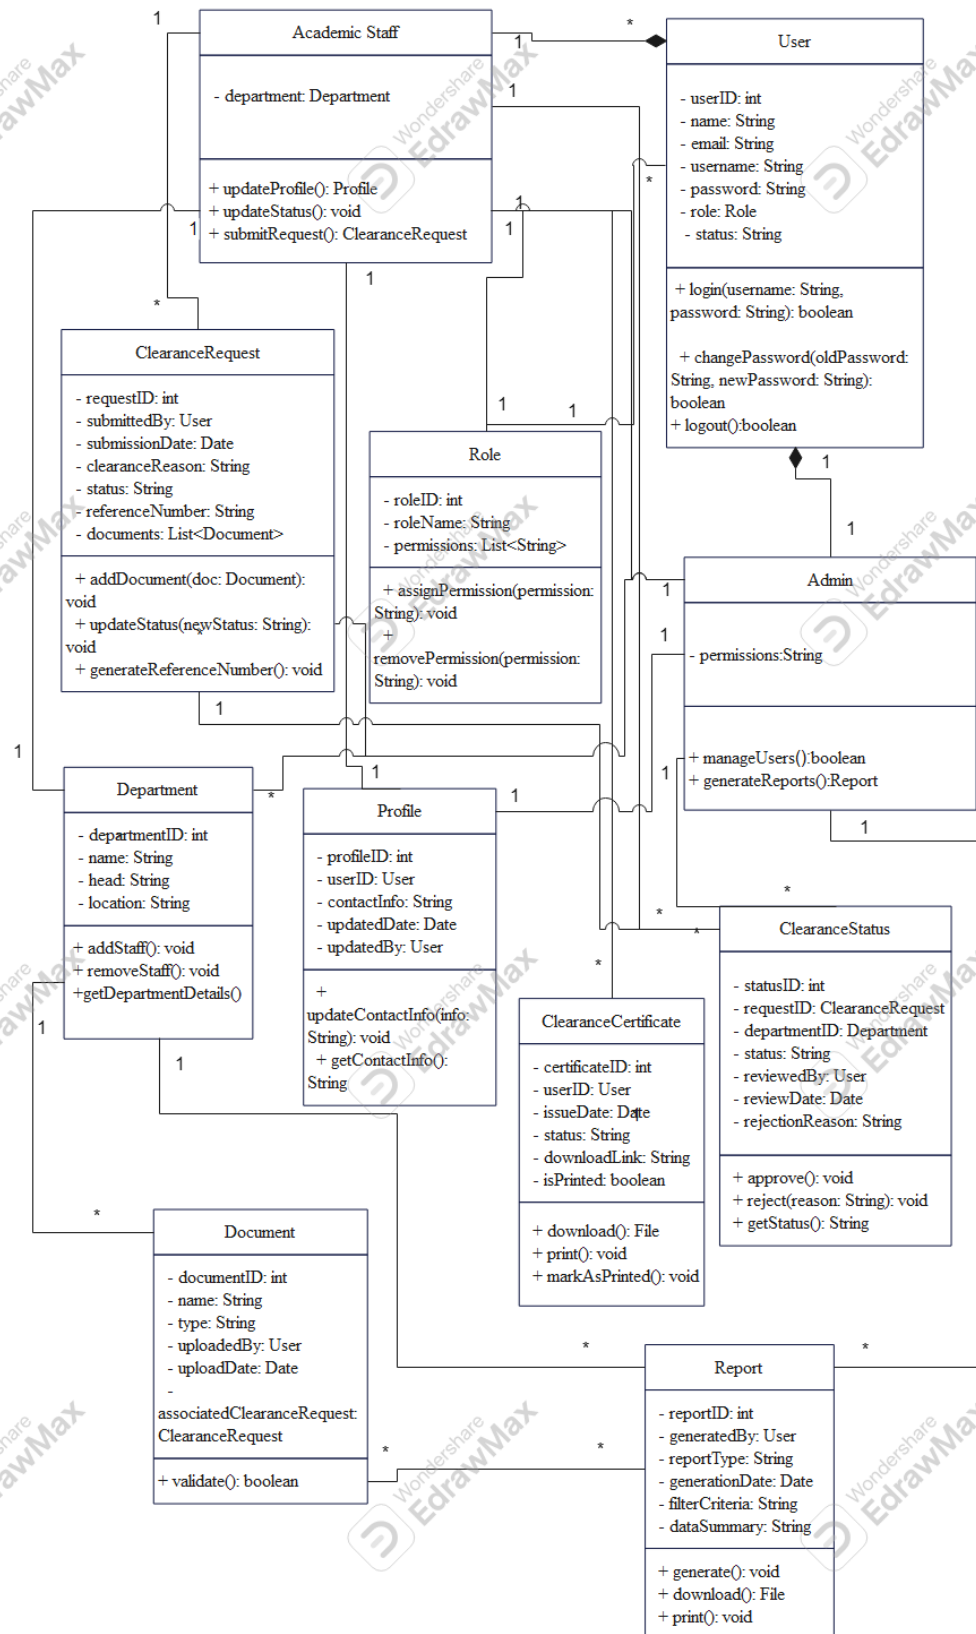 Academic Staff
- department: Department
+ updateProfile(): Profile
+ updateStatus(): void
+ submitRequest(): ClearanceRequest
User
- userID: int
- name: String
- email: String
- username: String
- password: String
- role: Role
- status: String
+ login(username: String,
password: String): boolean
+ changePassword(oldPassword:
String, newPassword: String):
boolean
+ logout():boolean
ClearanceRequest
- requestID: int
- submittedBy: User
- submissionDate: Date
- clearanceReason: String
- status: String
- referenceNumber: String
- documents: List<Document>
+ addDocument(doc: Document):
void
+ updateStatus(newStatus: String):
void
+ generateReferenceNumber(): void
Role
- roleID: int
- roleName: String
- permissions: List<String>
+ assignPermission(permission:
String): void
+
removePermission(permission:
String): void
Admin
- permissions:String
+ manageUsers():boolean
+ generateReports():Report
Department
- departmentID: int
- name: String
- head: String
- location: String
+ addStaff(): void
+ removeStaff(): void
+getDepartmentDetails()
Profile
- profileID: int
- userID: User
- contactInfo: String
- updatedDate: Date
- updatedBy: User
+
updateContactInfo(info:
String): void
+ getContactInfo():
String
ClearanceCertificate
- certificateID: int
- userID: User
- issueDate: Date
- status: String
- downloadLink: String
- isPrinted: boolean
+ download(): File
+ print(): void
+ markAsPrinted(): void
ClearanceStatus
- statusID: int
- requestID: ClearanceRequest
- departmentID: Department
- status: String
- reviewedBy: User
- reviewDate: Date
- rejectionReason: String
+ approve(): void
+ reject(reason: String): void
+ getStatus(): String
Document
- documentID: int
- name: String
- type: String
- uploadedBy: User
- uploadDate: Date
-
associatedClearanceRequest:
ClearanceRequest
+ validate(): boolean
Report
- reportID: int
- generatedBy: User
- reportType: String
- generationDate: Date
- filterCriteria: String
- dataSummary: String
+ generate(): void
+ download(): File
+ print(): void
1
*
1
1
*
1
1
1
*
1
1
1
1
1
1
1
1
1
1
*
1
1
*
*
*
*
1
1
*
*
*
*
*
*
Wondershare
EdrawMax